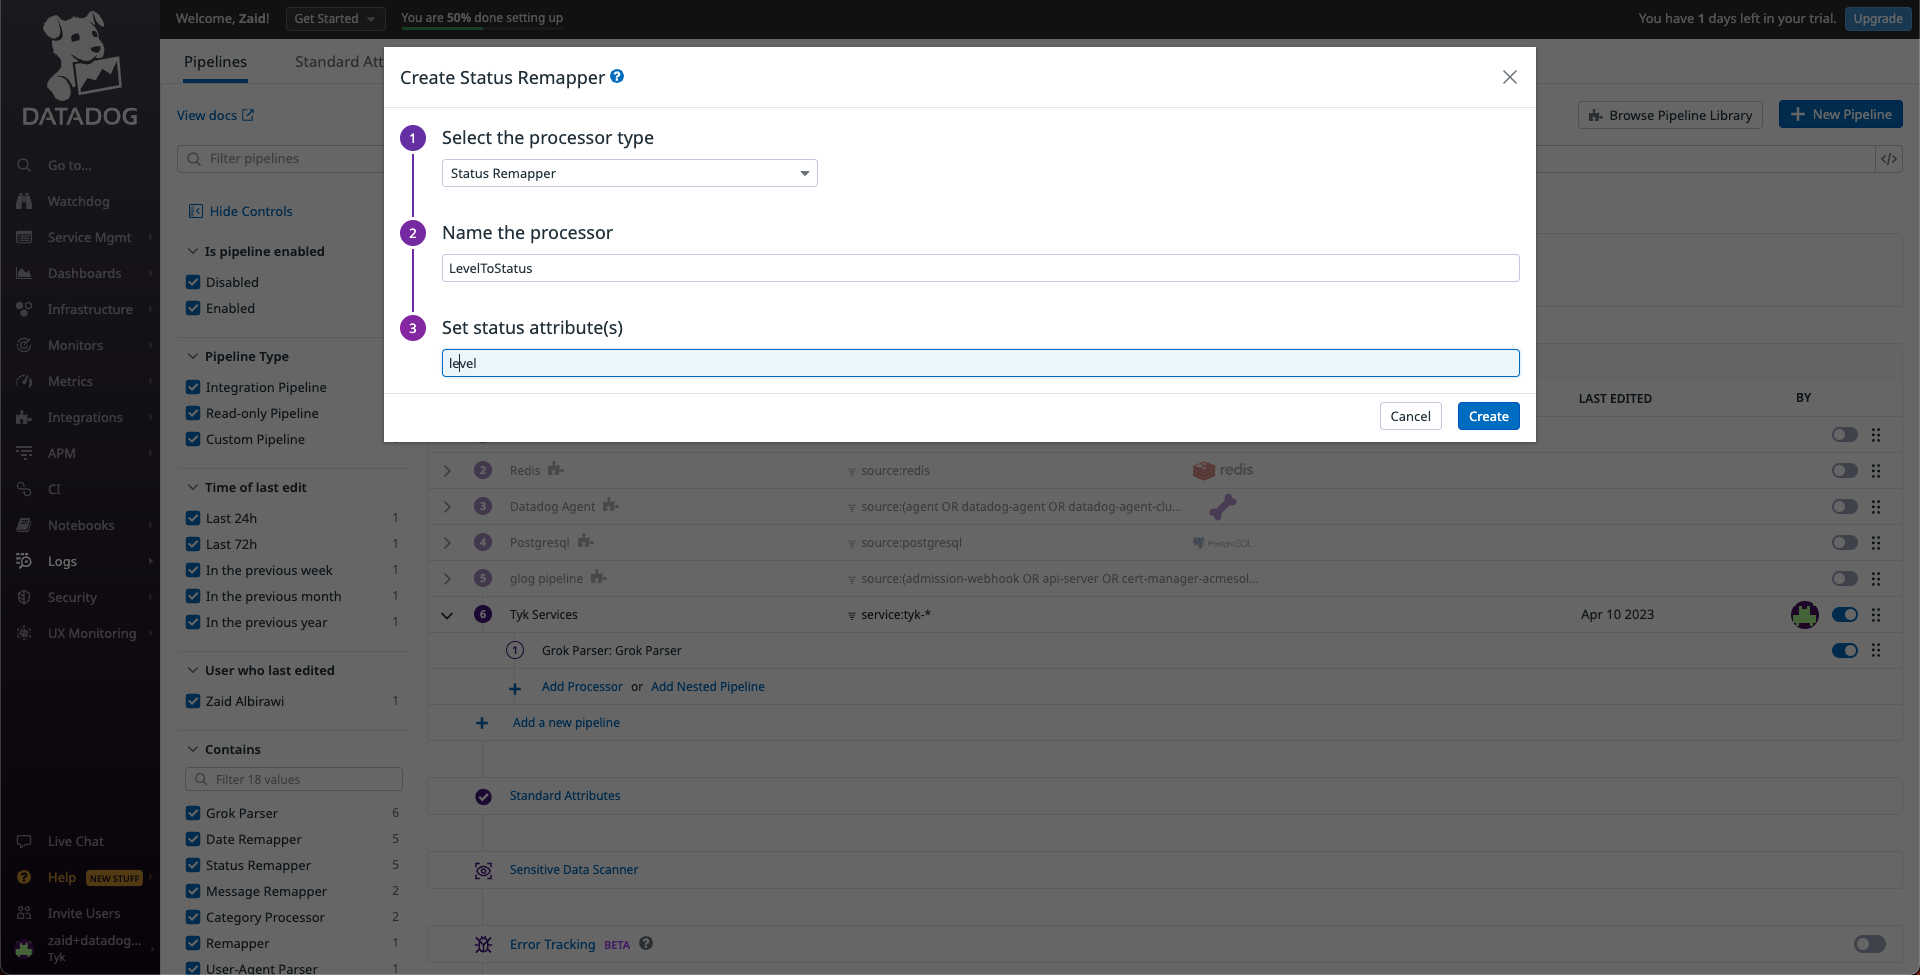 Welcome, Zaid!
Get Started
You are 50% done setting up
You have 1 days left in your trial.
Upgrade
DATADOG
Go to...
Watchdog
Service Mgmt
Dashboards
Infrastructure
Monitors
Metrics
Integrations
APM
CI
Notebooks
Logs
Security
UX Monitoring
Live Chat
Help NEW STUFF
Invite Users
zaid+datadog...
Tyk
Pipelines
Standard Att
View docs
Filter pipelines
Browse Pipeline Library
New Pipeline
</>
Hide Controls
Is pipeline enabled
Disabled
Enabled
Pipeline Type
Integration Pipeline
Read-only Pipeline
Custom Pipeline
Time of last edit
Last 24h 1
Last 72h 1
In the previous week 1
In the previous month 1
In the previous year 1
User who last edited
Zaid Albirawi 1
Contains
Filter 18 values
Grok Parser 6
Date Remapper 5
Status Remapper 5
Message Remapper 2
Category Processor 2
Remapper 1
User-Agent Parser 1
Create Status Remapper ?
1 Select the processor type
Status Remapper
2 Name the processor
LevelToStatus
3 Set status attribute(s)
level
Cancel
Create
LAST EDITED BY
2 Redis source:redis redis
3 Datadog Agent source:(agent OR datadog-agent OR datadog-agent-clu...
4 Postgresql source:postgresql PostgreSQL
5 glog pipeline source:(admission-webhook OR api-server OR cert-manager-acmesol...
6 Tyk Services service:tyk-* Apr 10 2023
1 Grok Parser: Grok Parser
Add Processor or Add Nested Pipeline
Add a new pipeline
Standard Attributes
Sensitive Data Scanner
Error Tracking BETA ?